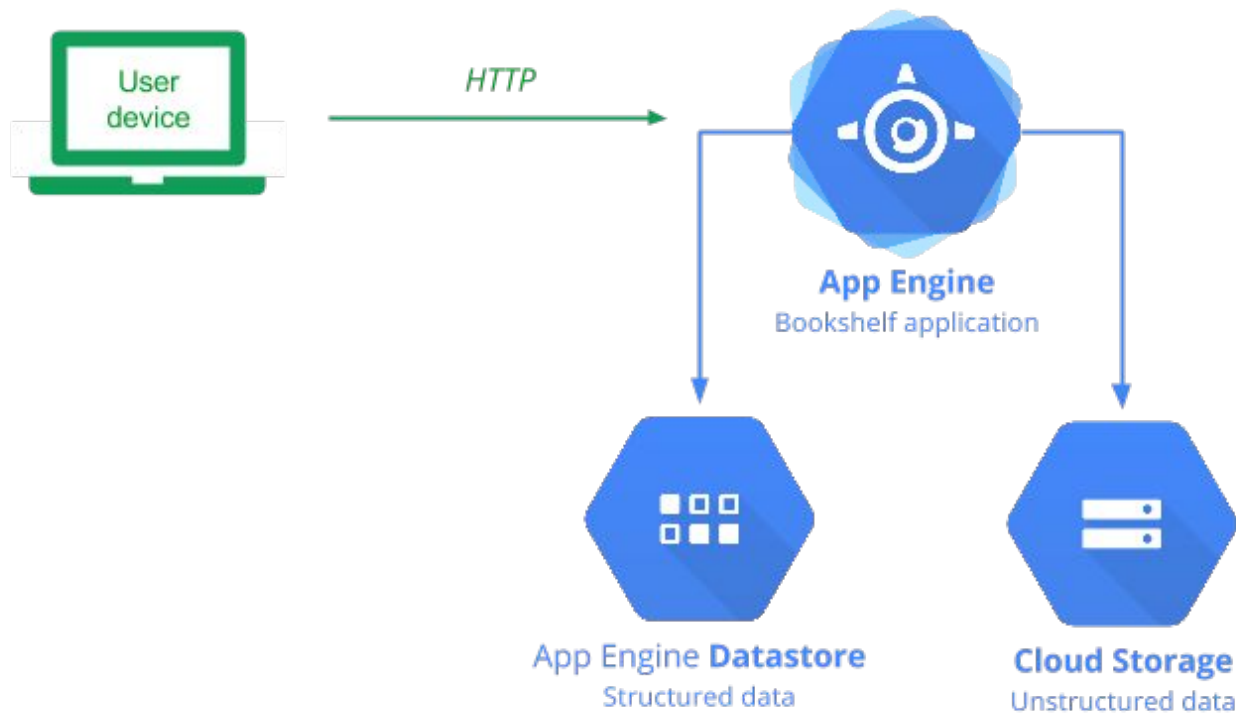 User
device
HTTP
App Engine
Bookshelf application
App Engine Datastore
Structured data
Cloud Storage
Unstructured data